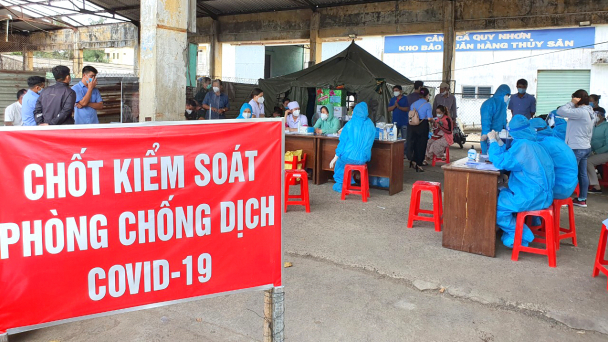 CHỐT KIỂM SOÁT
PHÒNG CHỐNG DỊCH
COVID-19
CẢNG CÁ QUY NHƠN
KHO BẢO QUẢN HÀNG THỦY SẢN